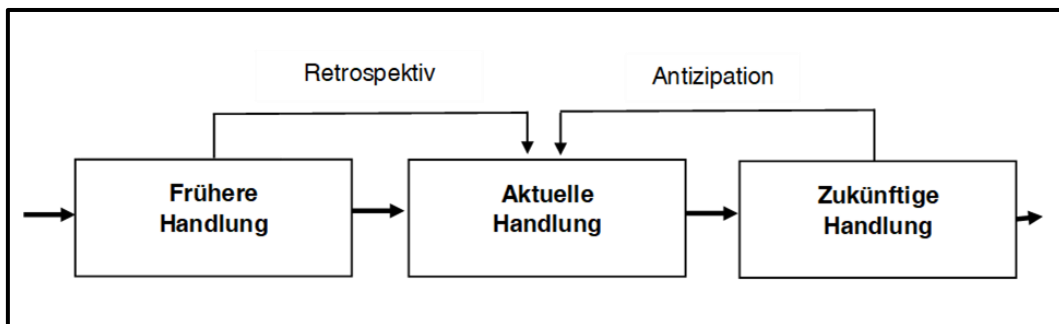 Retrospektiv
Antizipation
Frühere
Handlung
Aktuelle
Handlung
Zukünftige
Handlung